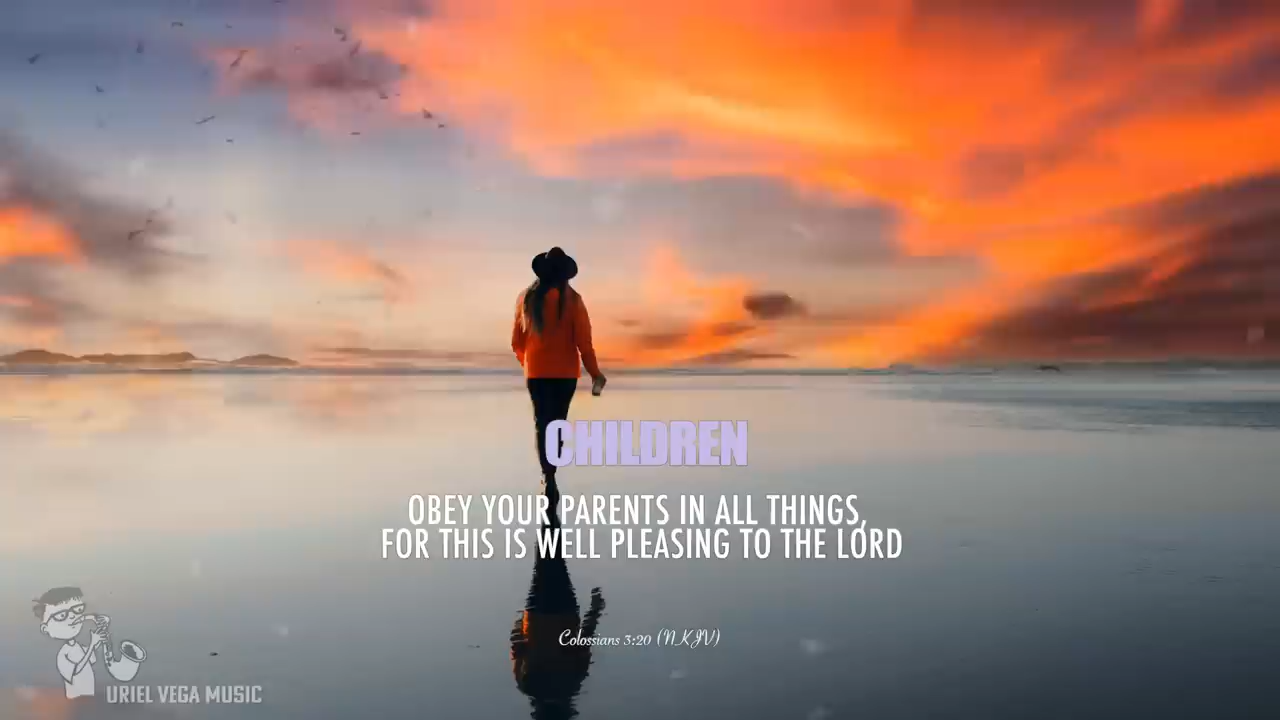 CHILDREN
OBEY YOUR PARENTS IN ALL THINGS,
FOR THIS IS WELL PLEASING TO THE LORD
Colossians 3:20 (NKJV)
URIEL VEGA MUSIC